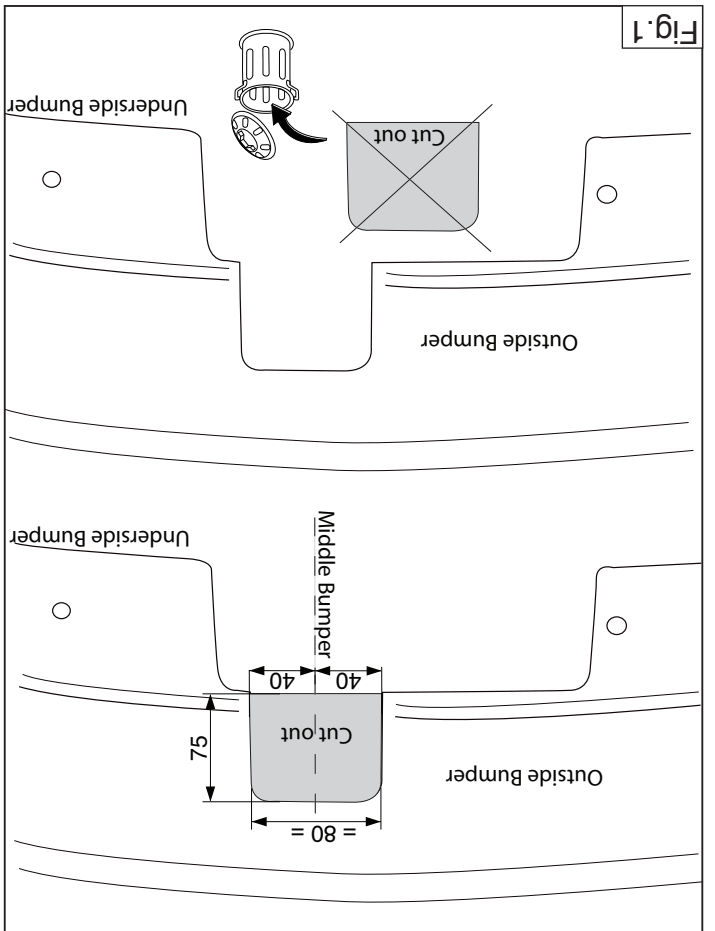 = 80 =
Outside Bumper
Cut out
75
40
40
Middle Bumper
Underside Bumper
Outside Bumper
Cut out
Underside Bumper
Fig.1